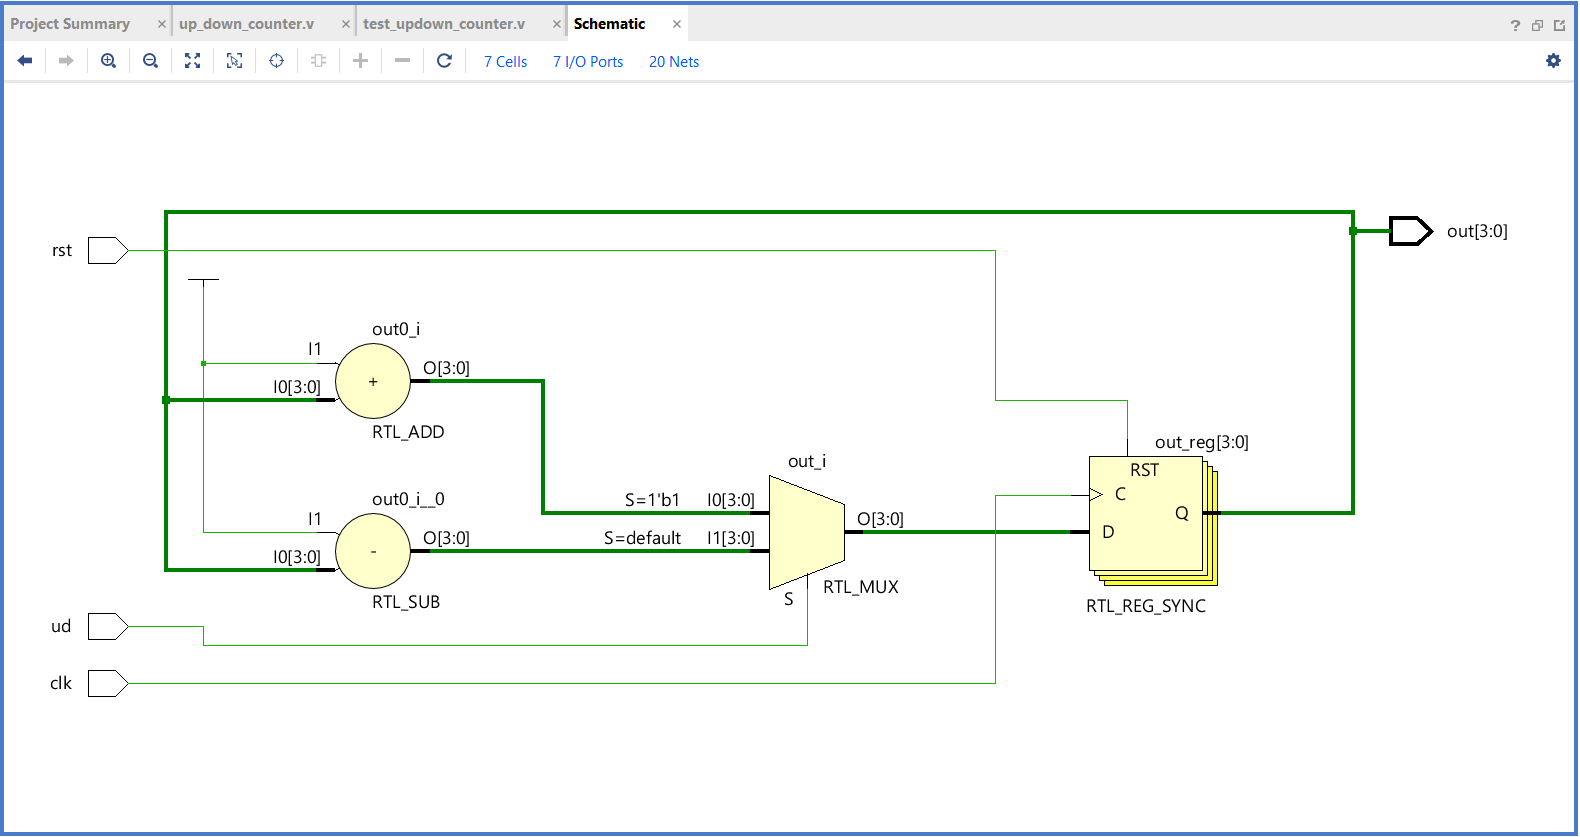 Project Summary × up_down_counter.v × test_updown_counter.v × Schematic × ?
7 Cells 7 I/O Ports 20 Nets
out[3:0]
rst
out0_i
I1
O[3:0]
I0[3:0]
+
RTL_ADD
out_reg[3:0]
out_i
RST
out0_i__0
S=1'b1 I0[3:0]
C
I1
O[3:0]
Q
O[3:0]
S=default I1[3:0]
D
I0[3:0]
-
RTL_MUX
S
RTL_SUB
RTL_REG_SYNC
ud
clk